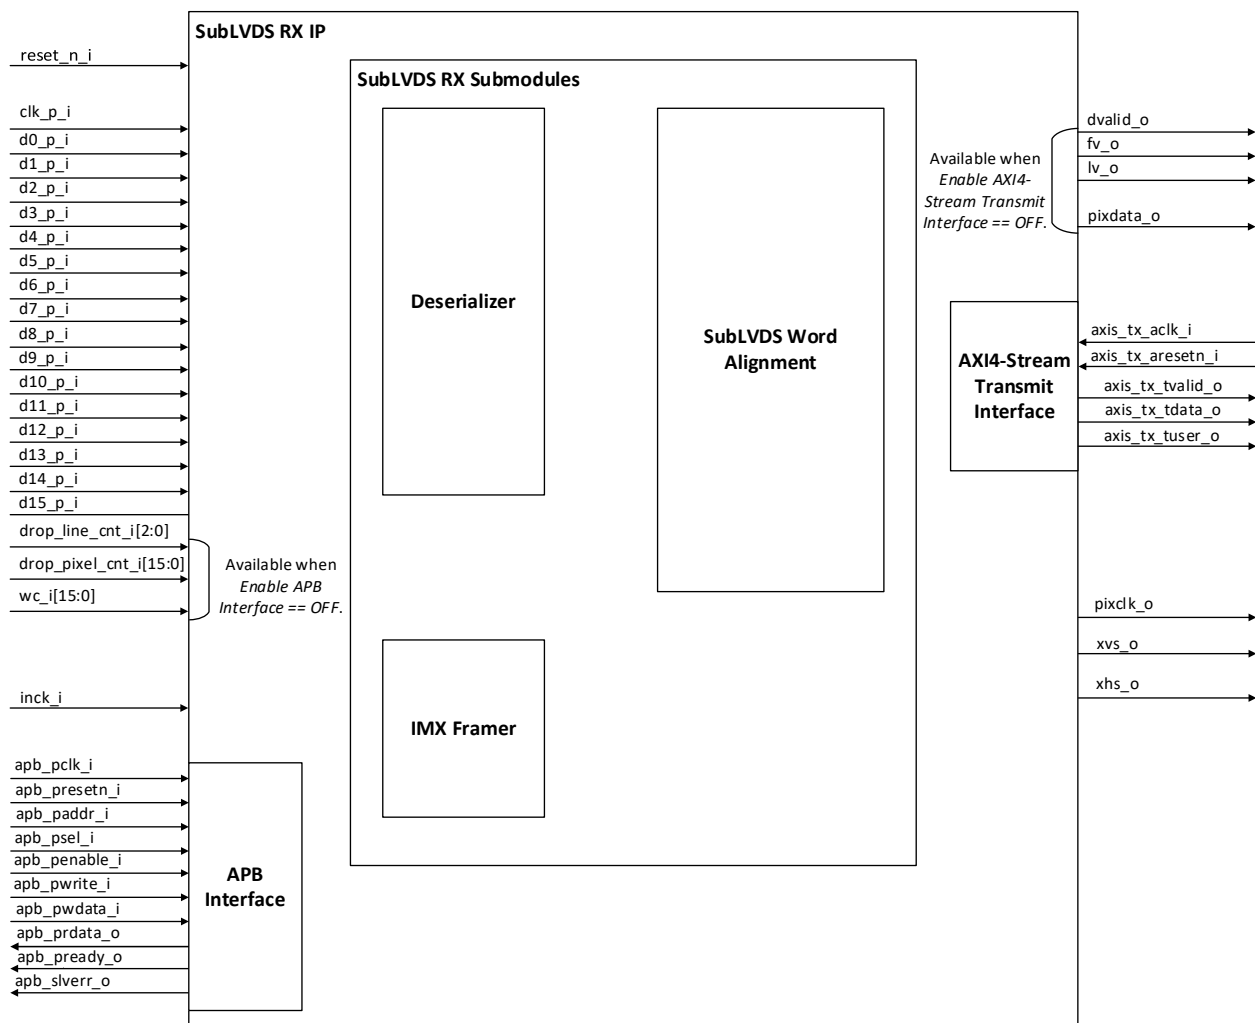 SubLVDS RX IP
reset_n_i
clk_p_i
d0_p_i
d1_p_i
d2_p_i
d3_p_i
d4_p_i
d5_p_i
d6_p_i
d7_p_i
d8_p_i
d9_p_i
d10_p_i
d11_p_i
d12_p_i
d13_p_i
d14_p_i
d15_p_i
drop_line_cnt_i[2:0]
drop_pixel_cnt_i[15:0]
wc_i[15:0]
Available when
Enable APB
Interface == OFF.
inck_i
apb_pclk_i
apb_presetn_i
apb_paddr_i
apb_psel_i
apb_penable_i
apb_pwrite_i
apb_pwdata_i
apb_prdata_o
apb_pready_o
apb_slverr_o
APB
Interface
SubLVDS RX Submodules
Deserializer
SubLVDS Word
Alignment
IMX Framer
Available when
Enable AXI4-
Stream Transmit
Interface == OFF.
dvalid_o
fv_o
lv_o
pixdata_o
AXI4-Stream
Transmit
Interface
axis_tx_aclk_i
axis_tx_aresetn_i
axis_tx_tvalid_o
axis_tx_tdata_o
axis_tx_tuser_o
pixclk_o
xvs_o
xhs_o